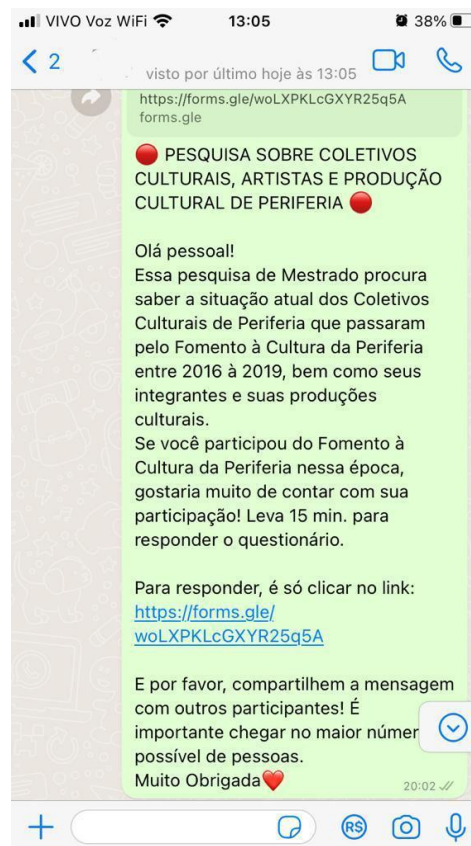 VIVO Voz WiFi 13:05 38%
2
visto por último hoje às 13:05
https://forms.gle/woLXPKLcGXYR25q5A
forms.gle
🔴 PESQUISA SOBRE COLETIVOS
CULTURAIS, ARTISTAS E PRODUÇÃO
CULTURAL DE PERIFERIA 🔴
Olá pessoal!
Essa pesquisa de Mestrado procura
saber a situação atual dos Coletivos
Culturais de Periferia que passaram
pelo Fomento à Cultura da Periferia
entre 2016 à 2019, bem como seus
integrantes e suas produções
culturais.
Se você participou do Fomento à
Cultura da Periferia nessa época,
gostaria muito de contar com sua
participação! Leva 15 min. para
responder o questionário.
Para responder, é só clicar no link:
https://forms.gle/
woLXPKLcGXYR25q5A
E por favor, compartilhem a mensagem
com outros participantes! É
importante chegar no maior númer
possível de pessoas.
Muito Obrigada❤️
20:02
R$